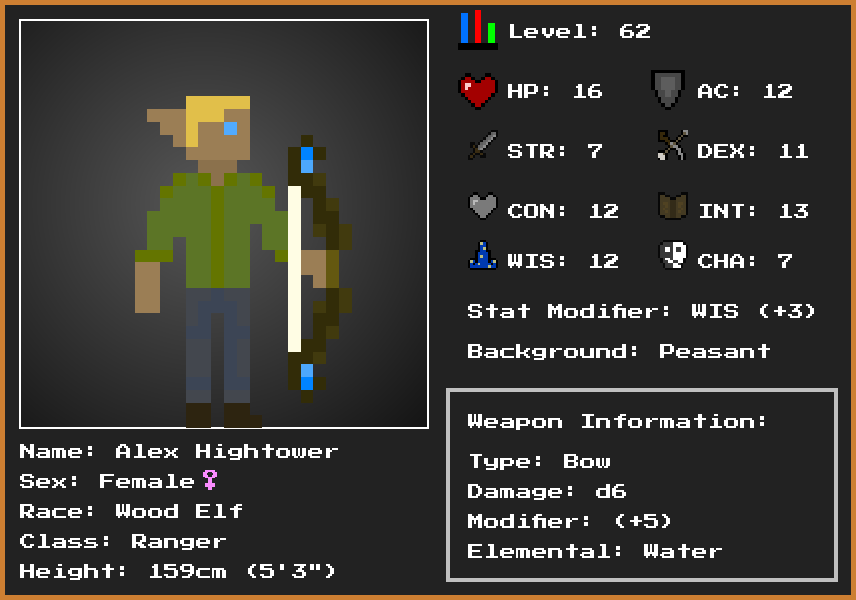 Level: 62
HP: 16 AC: 12
STR: 7 DEX: 11
CON: 12 INT: 13
WIS: 12 CHA: 7
Stat Modifier: WIS (+3)
Background: Peasant
Weapon Information:
Type: Bow
Damage: d6
Modifier: (+5)
Elemental: Water
Name: Alex Hightower
Sex: Female♀
Race: Wood Elf
Class: Ranger
Height: 159cm (5'3")